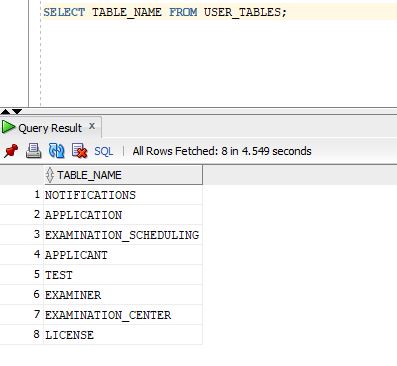 SELECT TABLE_NAME FROM USER_TABLES;
Query Result x
SQL | All Rows Fetched: 8 in 4.549 seconds
TABLE_NAME
1 NOTIFICATIONS
2 APPLICATION
3 EXAMINATION_SCHEDULING
4 APPLICANT
5 TEST
6 EXAMINER
7 EXAMINATION_CENTER
8 LICENSE